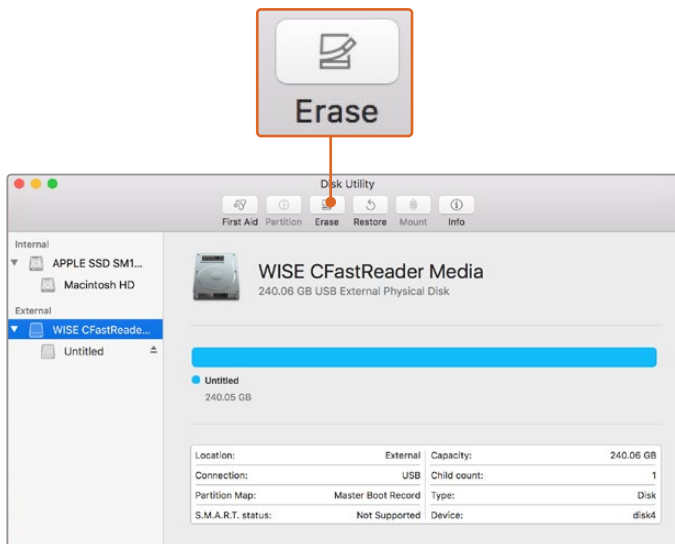 Erase
Disk Utility
First Aid Partition Erase Restore Mount Info
Internal
APPLE SSD SM1...
Macintosh HD
External
WISE CFastReade...
Untitled
WISE CFastReader Media
240.06 GB USB External Physical Disk
Untitled
240.05 GB
Location: External Capacity: 240.06 GB
Connection: USB Child count: 1
Partition Map: Master Boot Record Type: Disk
S.M.A.R.T. status: Not Supported Device: disk4